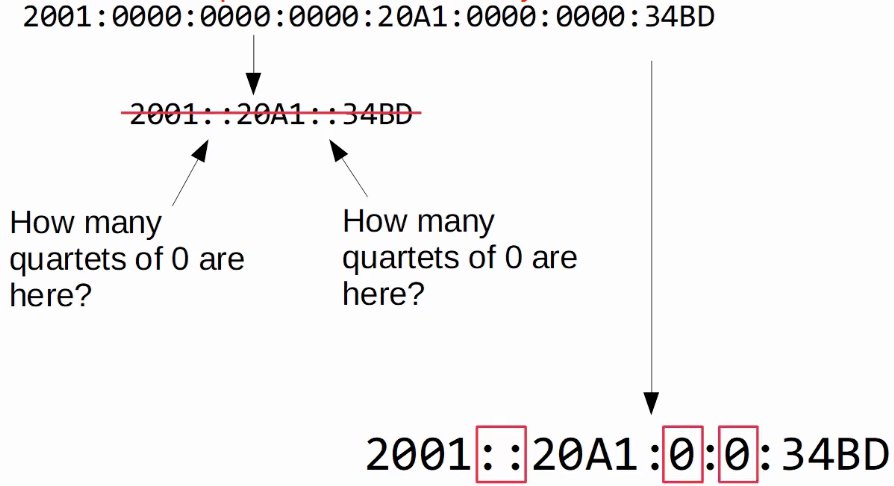 2001:0000:0000:0000:20A1:0000:0000:34BD
2001::20A1::34BD
How many
quartets of 0 are
here?
How many
quartets of 0 are
here?
2001::20A1:0:0:34BD